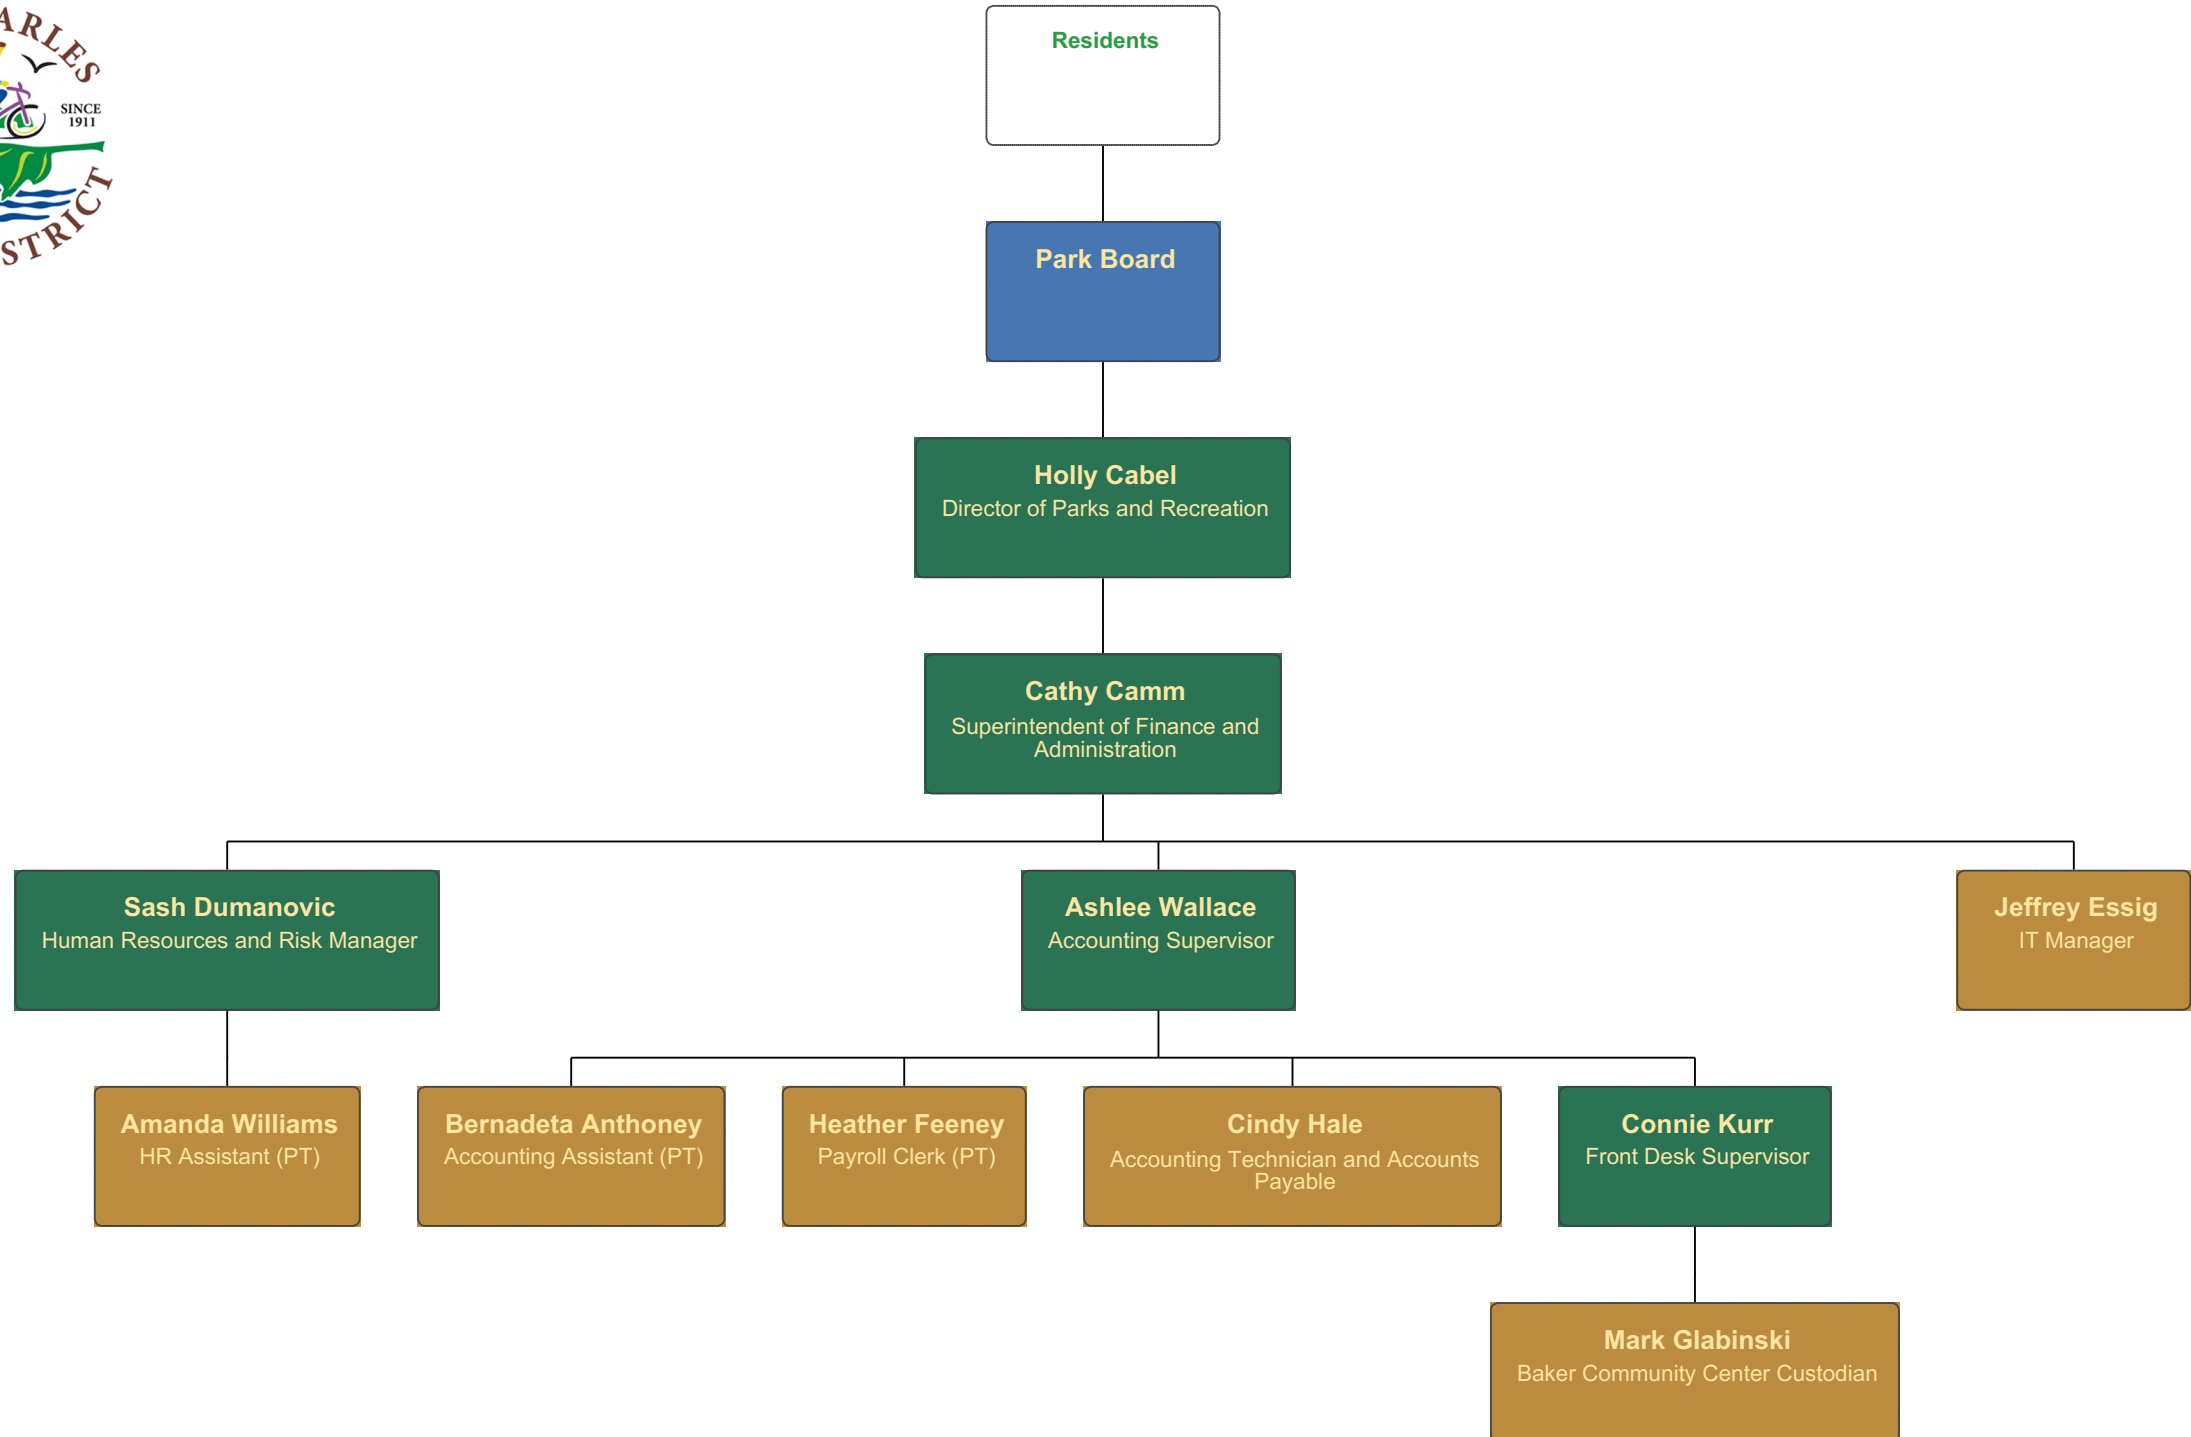 ARLES
SINCE
1911
STRICT
Residents
Park Board
Holly Cabel
Director of Parks and Recreation
Cathy Camm
Superintendent of Finance and
Administration
Sash Dumanovic
Human Resources and Risk Manager
Ashlee Wallace
Accounting Supervisor
Jeffrey Essig
IT Manager
Amanda Williams
HR Assistant (PT)
Bernadeta Anthoney
Accounting Assistant (PT)
Heather Feeney
Payroll Clerk (PT)
Cindy Hale
Accounting Technician and Accounts
Payable
Connie Kurr
Front Desk Supervisor
Mark Glabinski
Baker Community Center Custodian